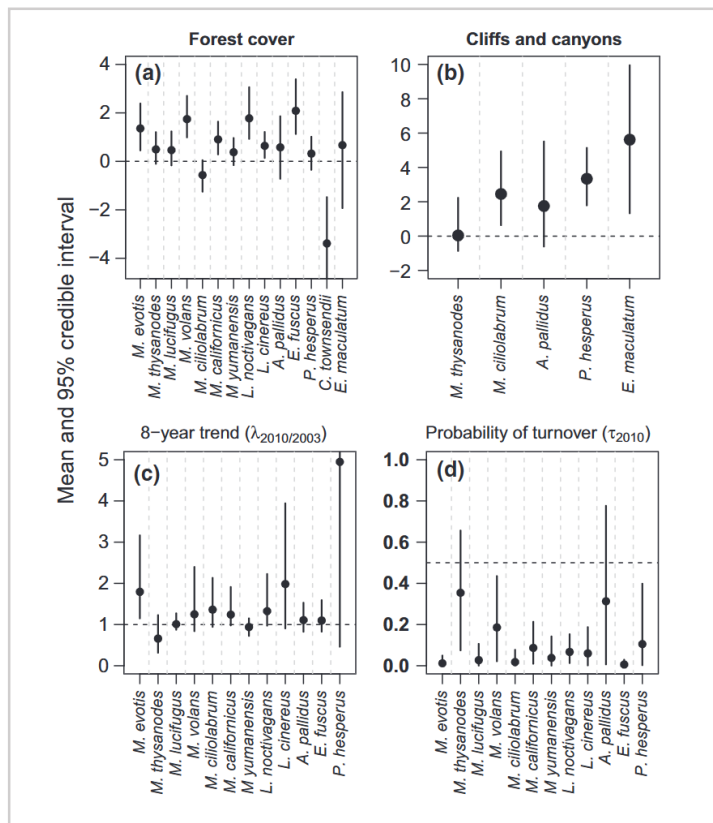 Forest cover
Cliffs and canyons
(a)
(b)
4
2
0
−2
−4
10
8
6
4
2
0
−2
M. evotis
M. thysanodes
M. lucifugus
M. volans
M. ciliolabrum
M. californicus
M yumanensis
L. noctivagans
L. cinereus
A. pallidus
E. fuscus
P. hesperus
C. townsendii
E. maculatum
M. thysanodes
M. ciliolabrum
A. pallidus
P. hesperus
E. maculatum
Mean and 95% credible interval
8−year trend (λ2010/2003)
Probability of turnover (τ2010)
(c)
(d)
5
4
3
2
1
0
1.0
0.8
0.6
0.4
0.2
0.0
M. evotis
M. thysanodes
M. lucifugus
M. volans
M. ciliolabrum
M. californicus
M yumanensis
L. noctivagans
L. cinereus
A. pallidus
E. fuscus
P. hesperus
M. evotis
M. thysanodes
M. lucifugus
M. volans
M. ciliolabrum
M. californicus
M yumanensis
L. noctivagans
L. cinereus
A. pallidus
E. fuscus
P. hesperus